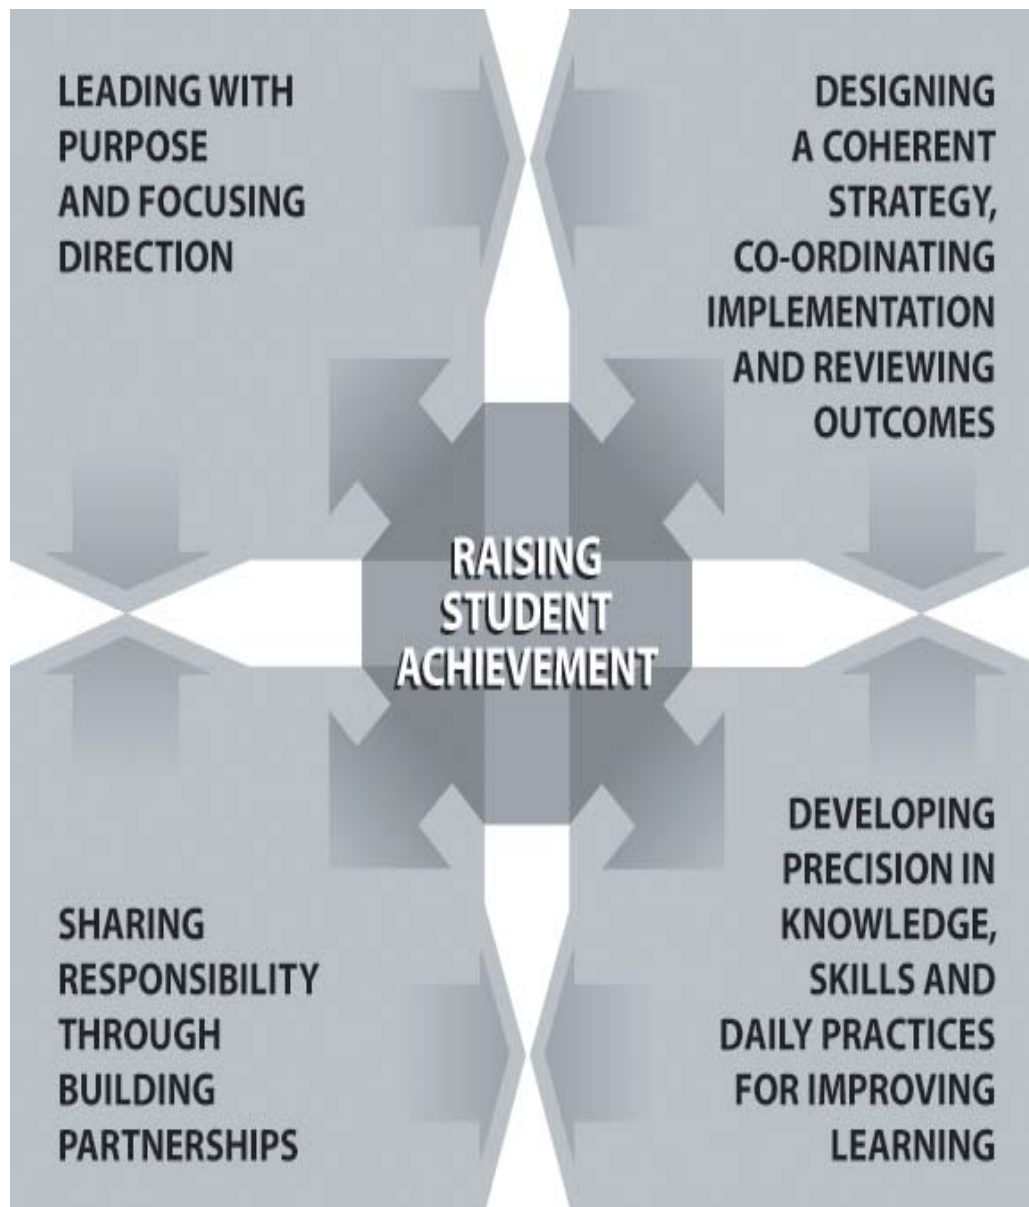 LEADING WITH
PURPOSE
AND FOCUSING
DIRECTION
DESIGNING
A COHERENT
STRATEGY,
CO-ORDINATING
IMPLEMENTATION
AND REVIEWING
OUTCOMES
RAISING
STUDENT
ACHIEVEMENT
SHARING
RESPONSIBILITY
THROUGH
BUILDING
PARTNERSHIPS
DEVELOPING
PRECISION IN
KNOWLEDGE,
SKILLS AND
DAILY PRACTICES
FOR IMPROVING
LEARNING